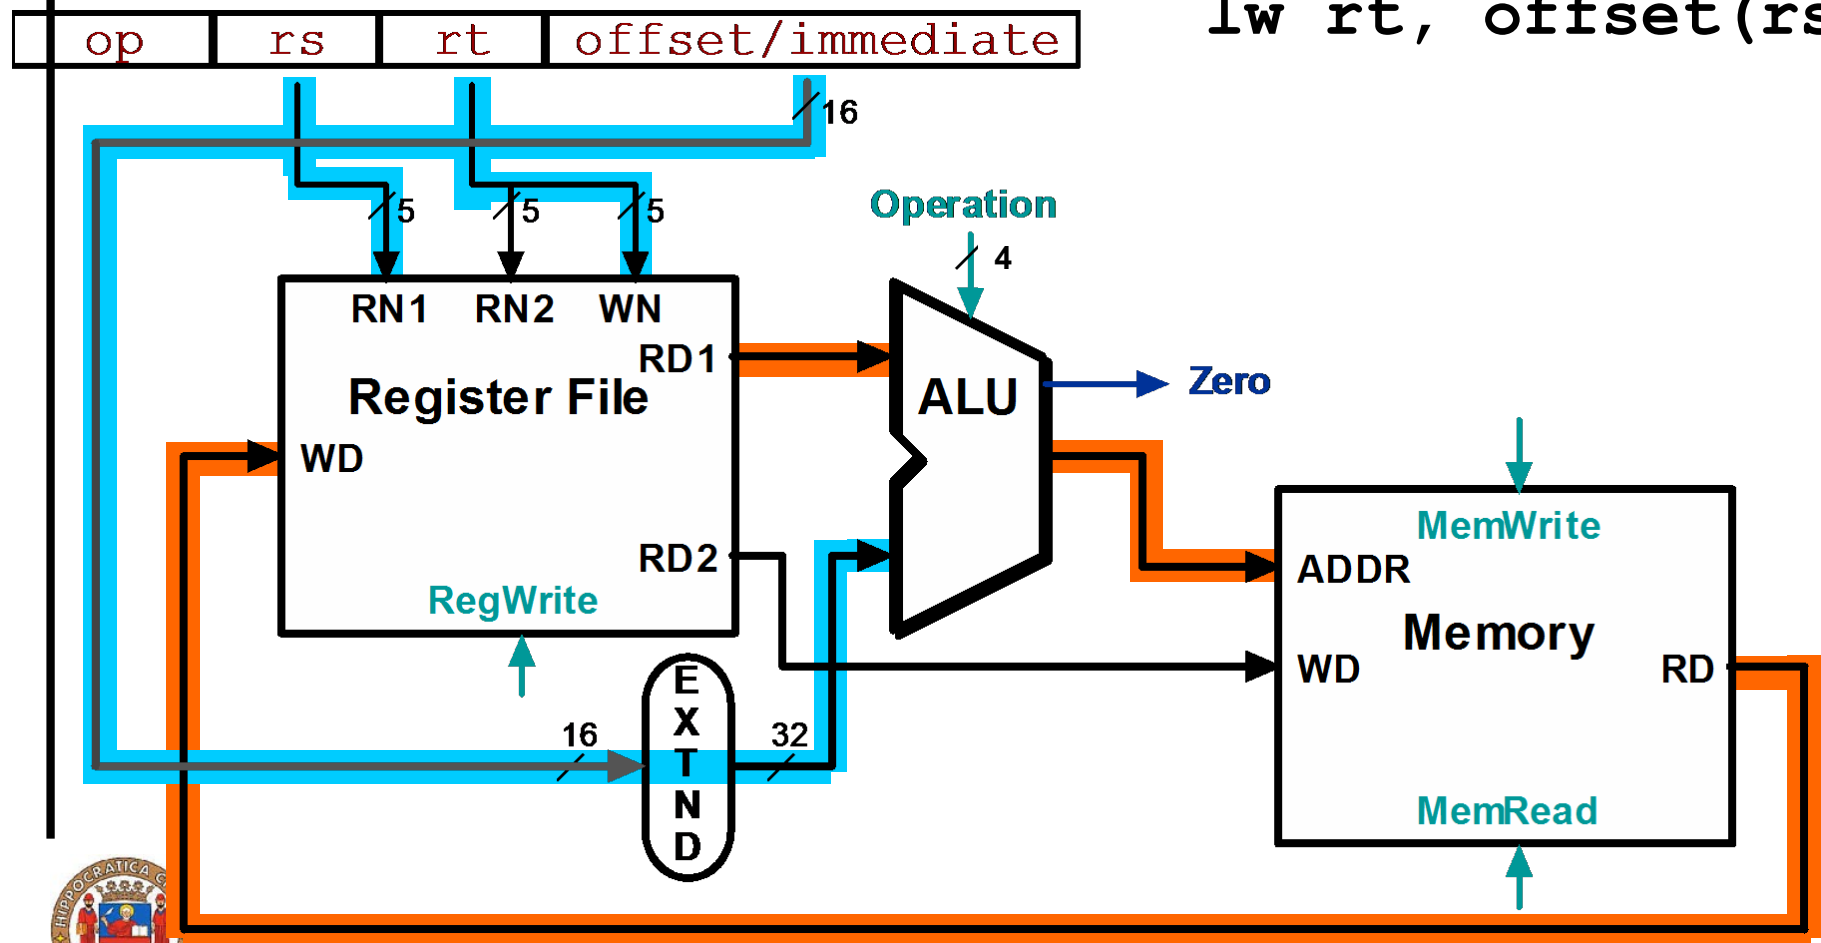 lw rt, offset(rs
op rs rt offset/immediate
16
5 5 5
Operation
4
RN1 RN2 WN
RD1
Register File
ALU
Zero
WD
MemWrite
RD2
ADDR
RegWrite
Memory
WD
RD
E
X
T
N
D
16
32
MemRead
HIPPOCRATICA